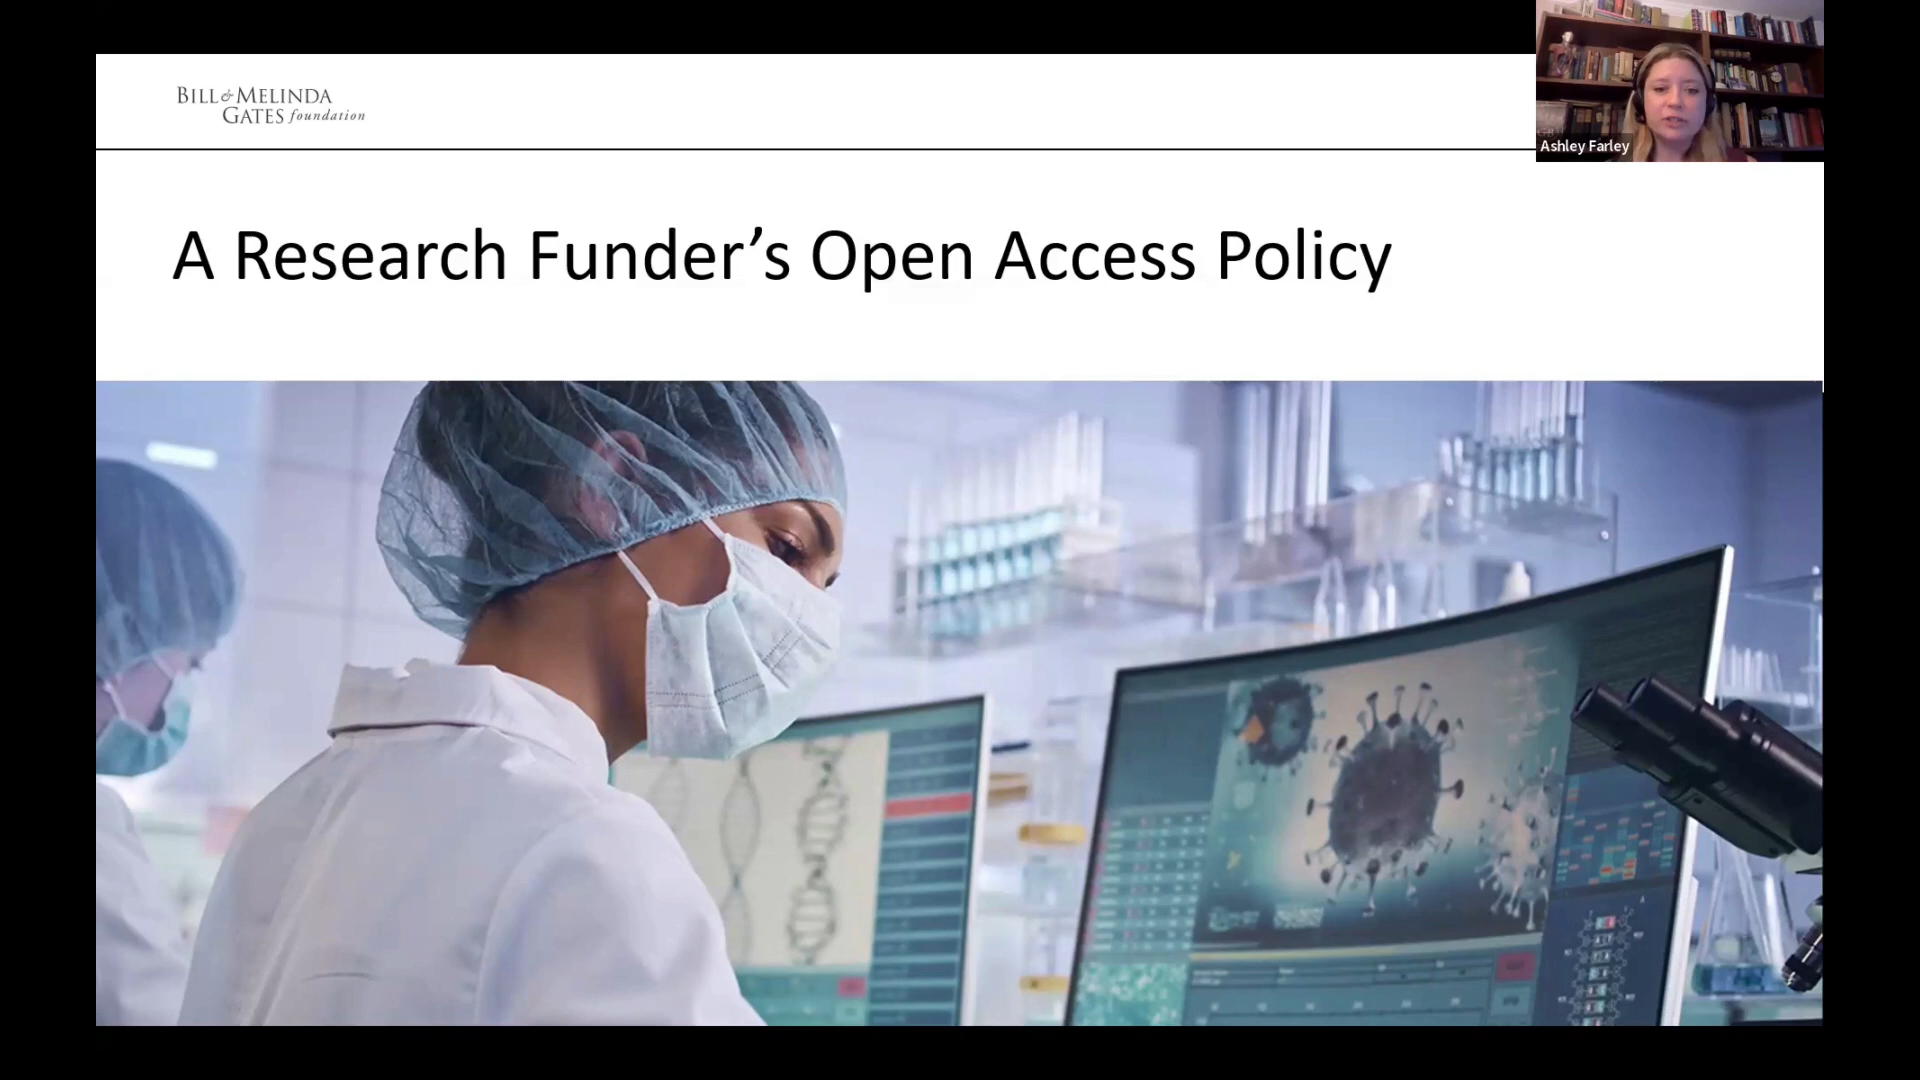 BILL & MELINDA
GATES foundation
Ashley Farley
A Research Funder’s Open Access Policy